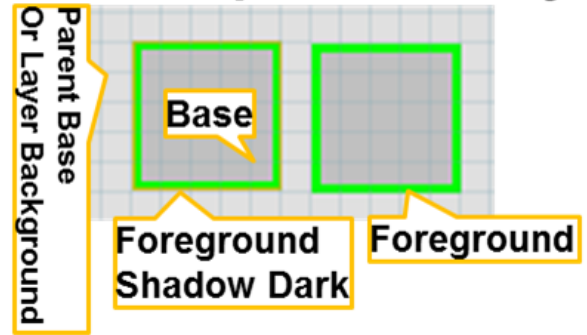 Parent Base
Or Layer Background
Base
Foreground
Shadow Dark
Foreground